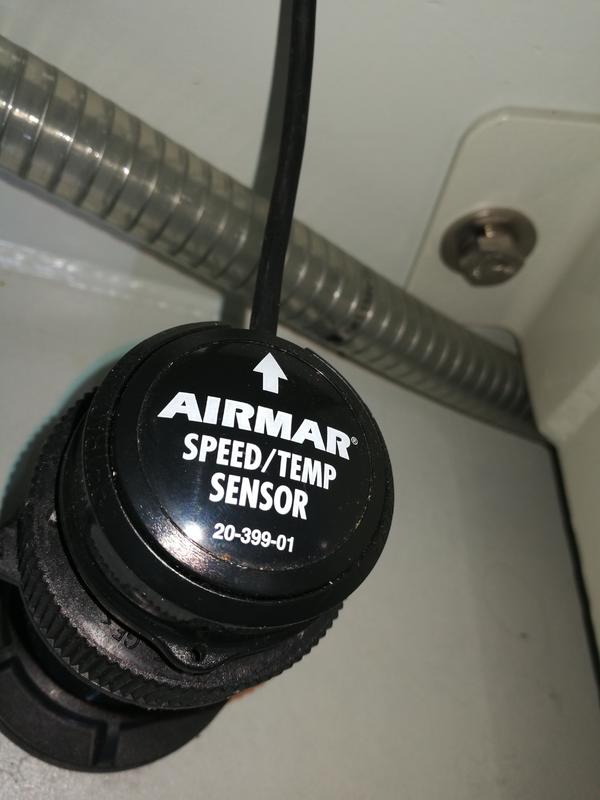 AIRMAR®
SPEED/TEMP
SENSOR
20-399-01